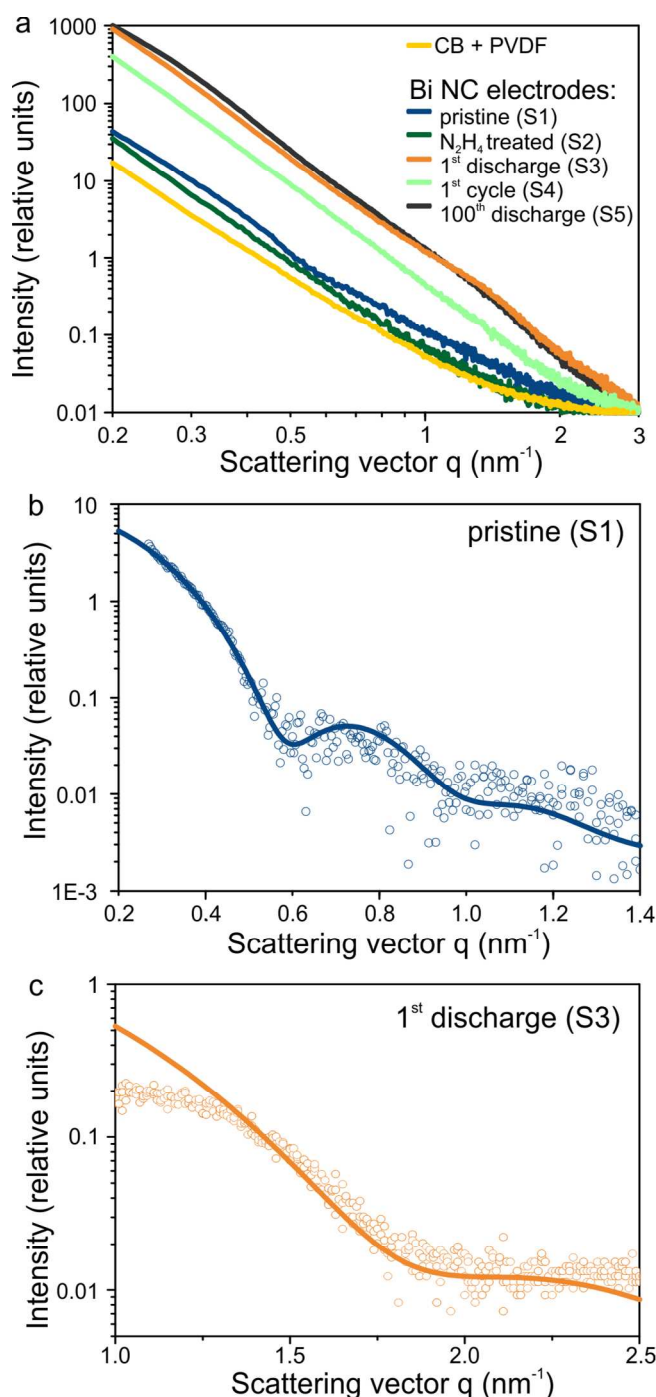 a
1000
100
10
1
0.1
0.01
Intensity (relative units)
CB + PVDF
Bi NC electrodes:
pristine (S1)
N₂H₄ treated (S2)
1ˢᵗ discharge (S3)
1ˢᵗ cycle (S4)
100ᵗʰ discharge (S5)
0.2 0.3 0.5 1 2 3
Scattering vector q (nm⁻¹)
b
10
1
0.1
0.01
1E-3
Intensity (relative units)
pristine (S1)
0.2 0.4 0.6 0.8 1.0 1.2 1.4
Scattering vector q (nm⁻¹)
c
1
0.1
0.01
Intensity (relative units)
1ˢᵗ discharge (S3)
1.0 1.5 2.0 2.5
Scattering vector q (nm⁻¹)